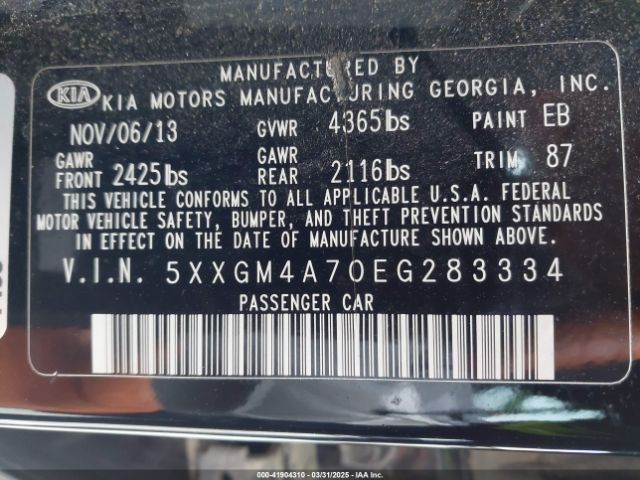 MANUFACTURED BY
KIA KIA MOTORS MANUFACTURING GEORGIA, INC.
NOV/06/13 GVWR 4365lbs PAINT EB
GAWR FRONT 2425lbs GAWR REAR 2116lbs TRIM 87
THIS VEHICLE CONFORMS TO ALL APPLICABLE U.S.A. FEDERAL
MOTOR VEHICLE SAFETY, BUMPER, AND THEFT PREVENTION STANDARDS
IN EFFECT ON THE DATE OF MANUFACTURE SHOWN ABOVE.
V.I.N. 5XXGM4A70EG283334
PASSENGER CAR
000-41904310 - 03/31/2025 - IAA Inc.